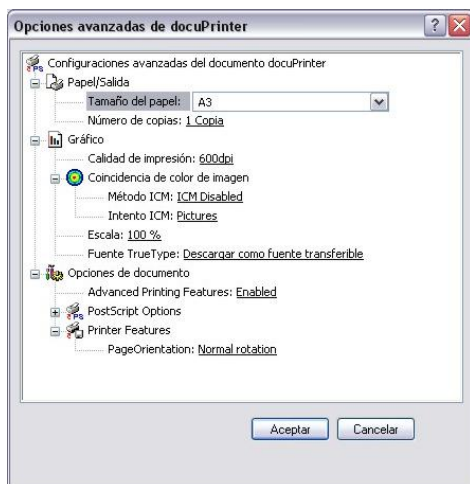 Opciones avanzadas de docuPrinter
Configuraciones avanzadas del documento docuPrinter
Papel/Salida
Tamaño del papel: A3
Número de copias: 1 Copia
Gráfico
Calidad de impresión: 600dpi
Coincidencia de color de imagen
Método ICM: ICM Disabled
Intento ICM: Pictures
Escala: 100 %
Fuente TrueType: Descargar como fuente transferible
Opciones de documento
Advanced Printing Features: Enabled
PostScript Options
Printer Features
PageOrientation: Normal rotation
Aceptar Cancelar